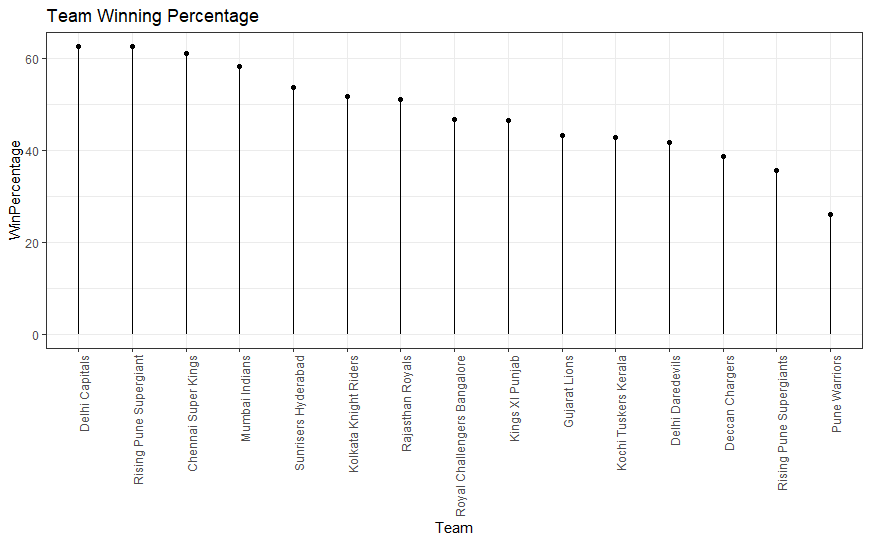 Team Winning Percentage
WinPercentage
60
40
20
0
Delhi Capitals
Rising Pune Supergiant
Chennai Super Kings
Mumbai Indians
Sunrisers Hyderabad
Kolkata Knight Riders
Rajasthan Royals
Royal Challengers Bangalore
Kings XI Punjab
Gujarat Lions
Kochi Tuskers Kerala
Delhi Daredevils
Deccan Chargers
Rising Pune Supergiants
Pune Warriors
Team